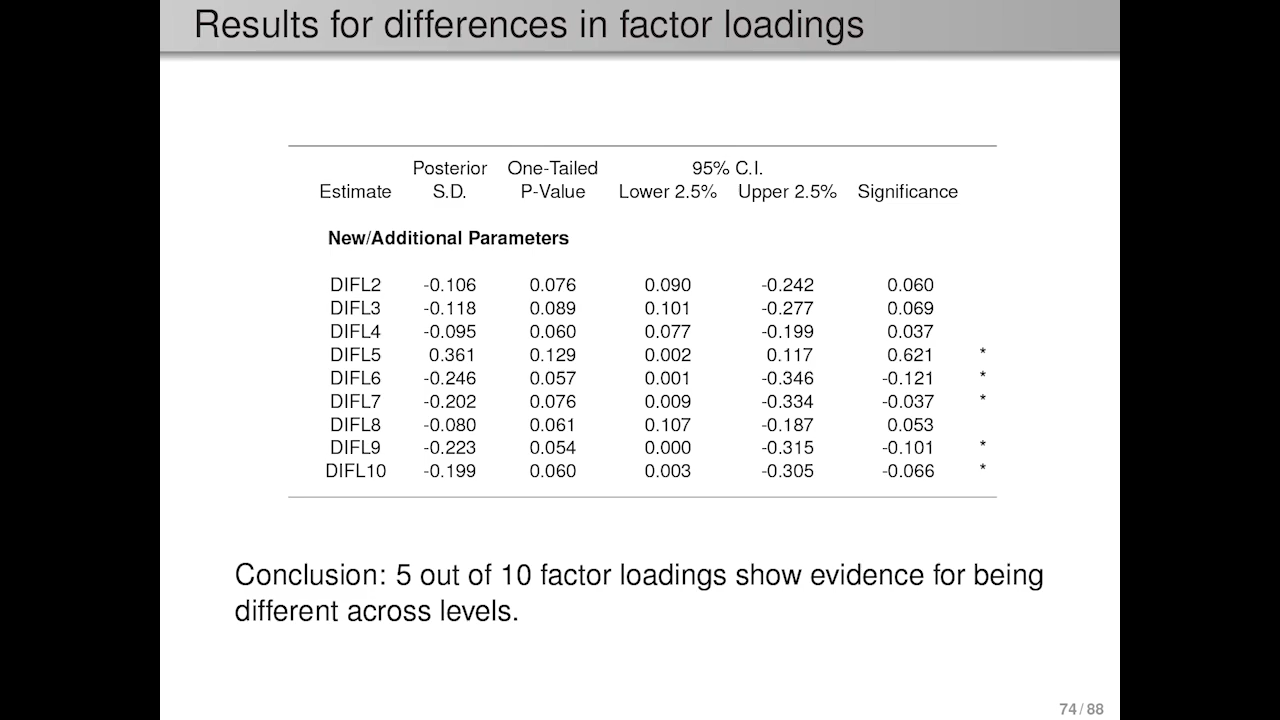 Results for differences in factor loadings
Posterior One-Tailed 95% C.I.
Estimate S.D. P-Value Lower 2.5% Upper 2.5% Significance
New/Additional Parameters
DIFL2 -0.106 0.076 0.090 -0.242 0.060
DIFL3 -0.118 0.089 0.101 -0.277 0.069
DIFL4 -0.095 0.060 0.077 -0.199 0.037
DIFL5 0.361 0.129 0.002 0.117 0.621 *
DIFL6 -0.246 0.057 0.001 -0.346 -0.121 *
DIFL7 -0.202 0.076 0.009 -0.334 -0.037 *
DIFL8 -0.080 0.061 0.107 -0.187 0.053
DIFL9 -0.223 0.054 0.000 -0.315 -0.101 *
DIFL10 -0.199 0.060 0.003 -0.305 -0.066 *
Conclusion: 5 out of 10 factor loadings show evidence for being
different across levels.
74 / 88